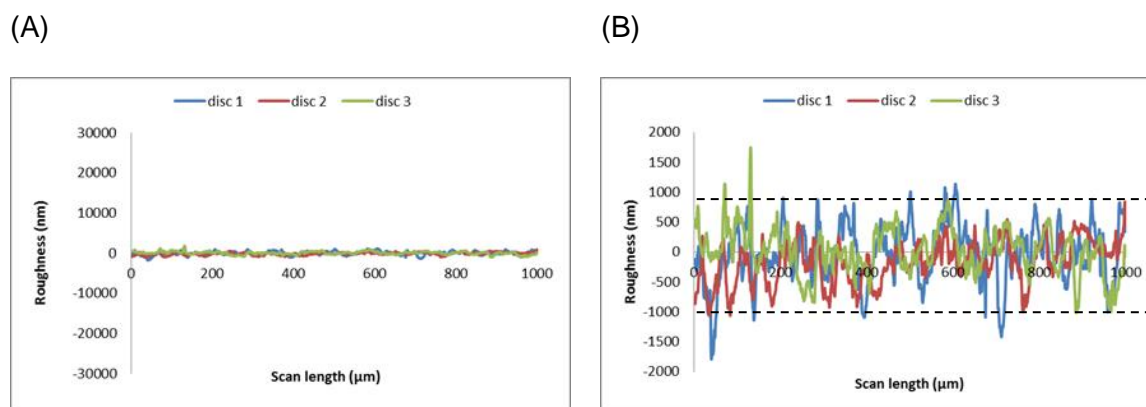 (A)
disc 1 disc 2 disc 3
30000
20000
10000
0
-10000
-20000
-30000
0 200 400 600 800 1000
Roughness (nm)
Scan length (µm)
(B)
disc 1 disc 2 disc 3
2000
1500
1000
500
0
-500
-1000
-1500
-2000
0 200 400 600 800 1000
Roughness (nm)
Scan length (µm)